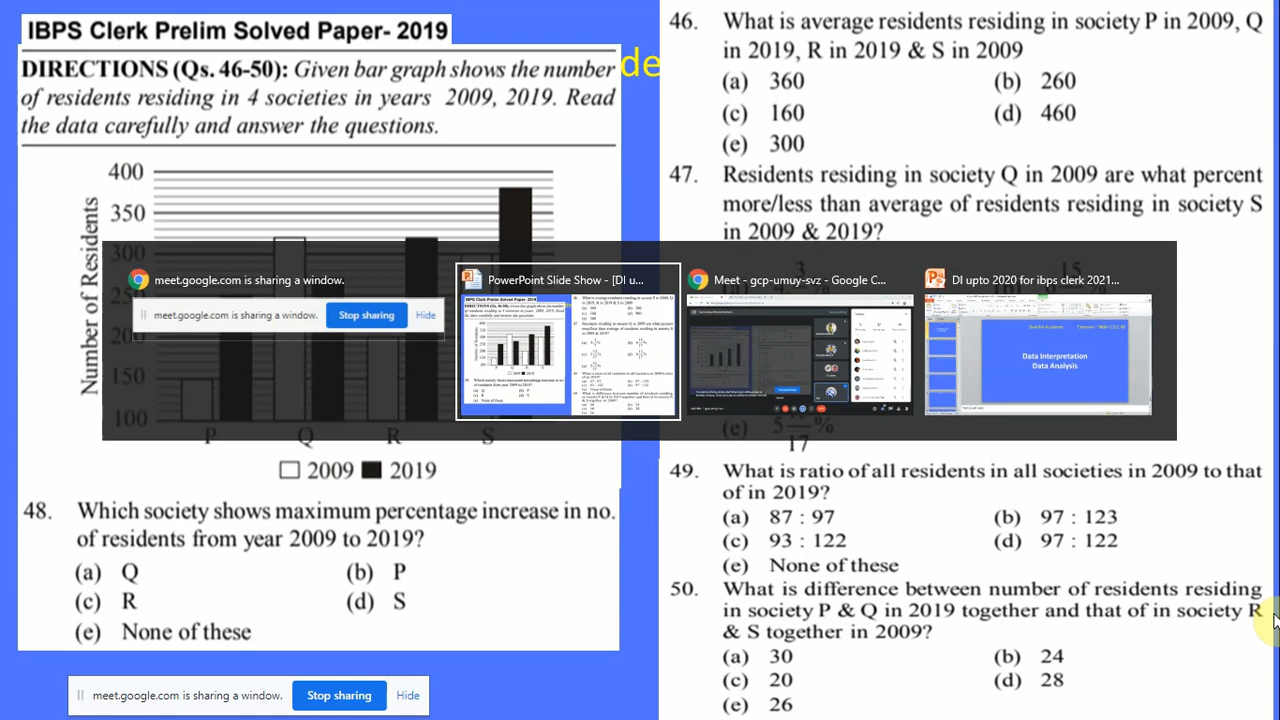 IBPS Clerk Prelim Solved Paper- 2019
de
DIRECTIONS (Qs. 46-50): Given bar graph shows the number
of residents residing in 4 societies in years 2009, 2019. Read
the data carefully and answer the questions.
Number of Residents
400
350
300
200
150
100
P
Q
R
S
2009
2019
48. Which society shows maximum percentage increase in no.
of residents from year 2009 to 2019?
(a) Q (b) P
(c) R (d) S
(e) None of these
meet.google.com is sharing a window. Stop sharing Hide
46. What is average residents residing in society P in 2009, Q
in 2019, R in 2019 & S in 2009
(a) 360 (b) 260
(c) 160 (d) 460
(e) 300
47. Residents residing in society Q in 2009 are what percent
more/less than average of residents residing in society S
in 2009 & 2019?
meet.google.com is sharing a window.
meet.google.com is sharing a window. Stop sharing Hide
PowerPoint Slide Show - [DI u...
Meet - gcp-umuy-svz - Google C...
DI upto 2020 for ibps clerk 2021...
Data Interpretation
Data Analysis
(e) 5 /17 %
49. What is ratio of all residents in all societies in 2009 to that
of in 2019?
(a) 87 : 97 (b) 97 : 123
(c) 93 : 122 (d) 97 : 122
(e) None of these
50. What is difference between number of residents residing
in society P & Q in 2019 together and that of in society R
& S together in 2009?
(a) 30 (b) 24
(c) 20 (d) 28
(e) 26